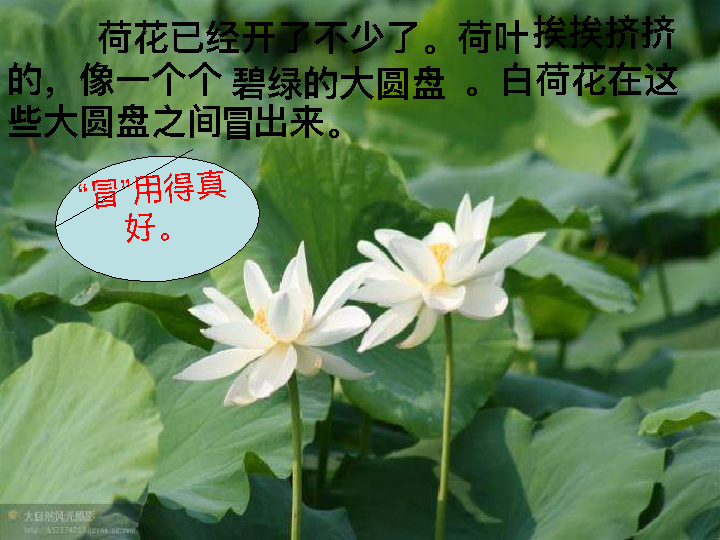 荷花已经开了不少了。荷叶挨挨挤挤
的，像一个个 碧绿的大圆盘 。白荷花在这
些大圆盘之间冒出来。
“冒”用得真
好。
大自然风光摄影